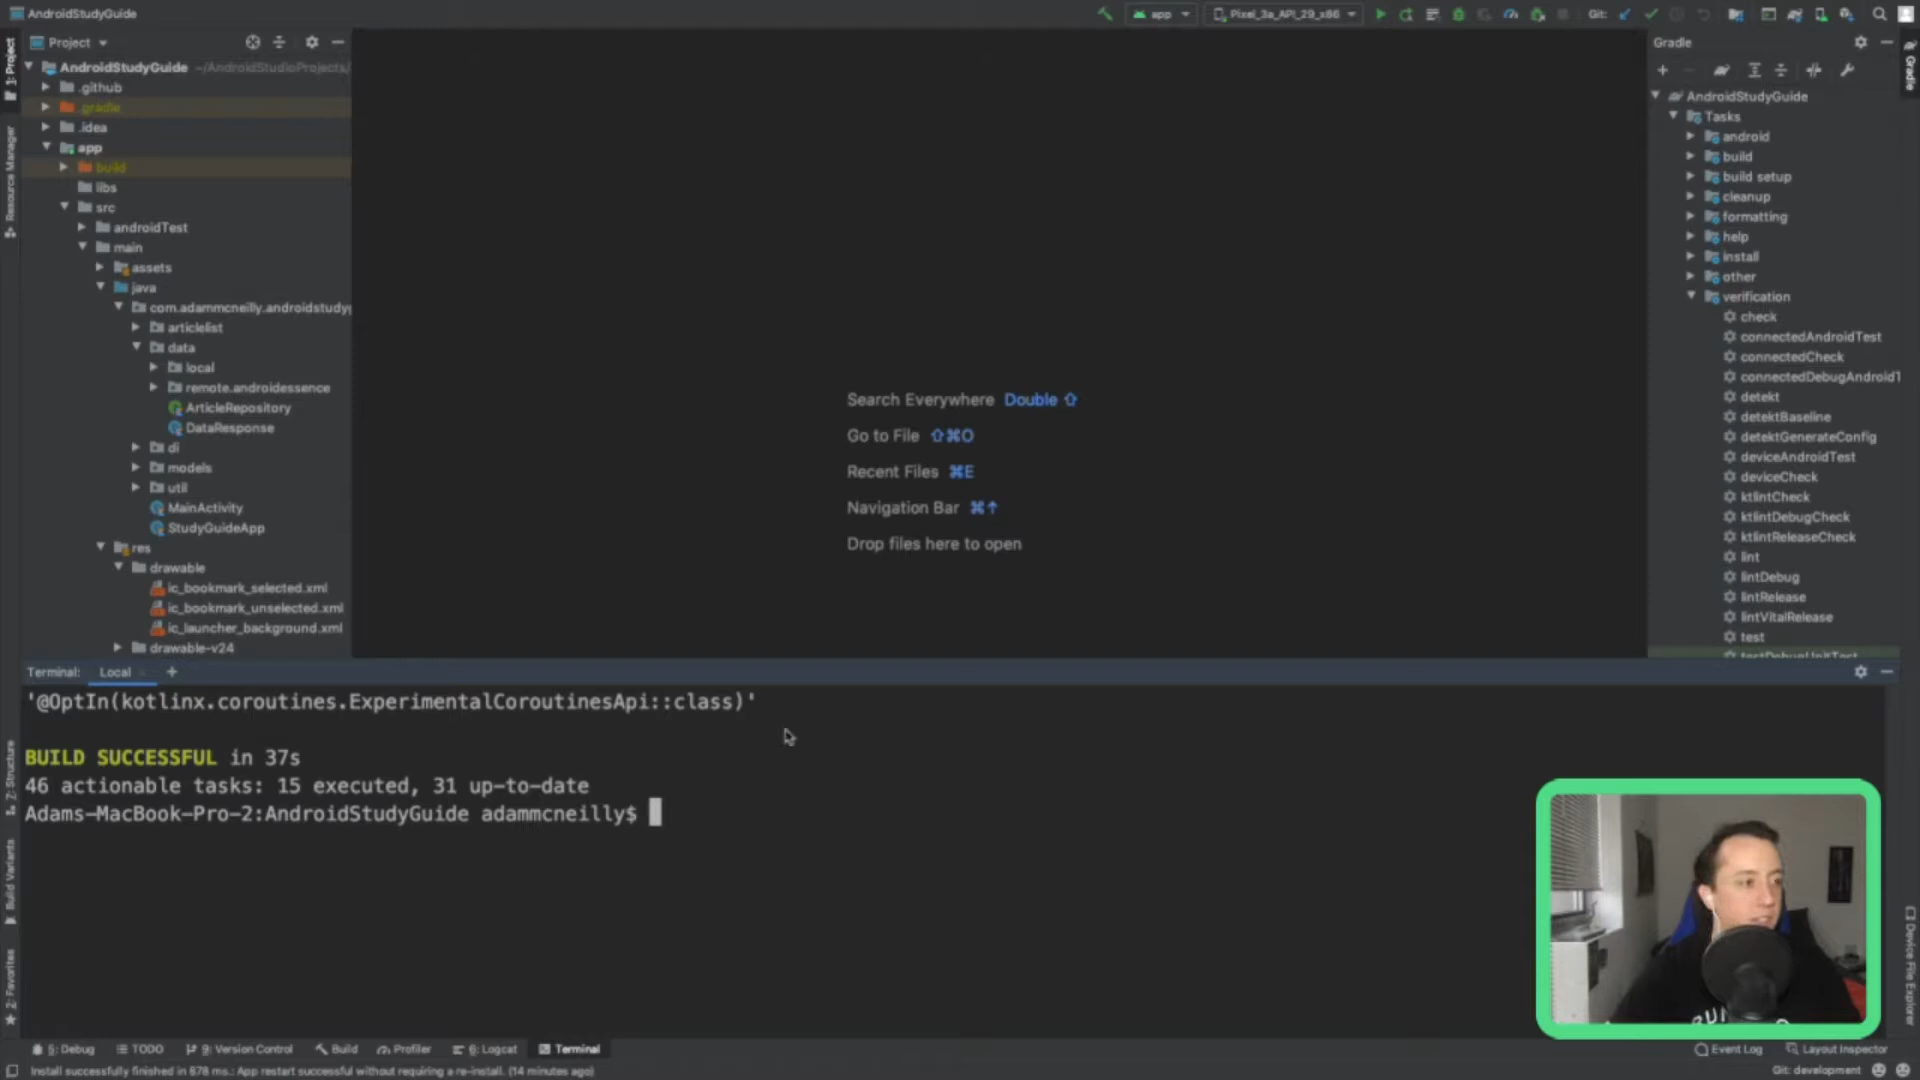 AndroidStudyGuide
app
Pixel_3a_API_29_x86
Git:
Project
Gradle
1: Project
Resource Manager
Z: Structure
Build Variants
2: Favorites
AndroidStudyGuide ~/AndroidStudioProjects/
.github
.gradle
.idea
app
build
libs
src
androidTest
main
assets
java
com.adammcneilly.androidstudyg
articlelist
data
local
remote.androidessence
ArticleRepository
DataResponse
di
models
util
MainActivity
StudyGuideApp
res
drawable
ic_bookmark_selected.xml
ic_bookmark_unselected.xml
ic_launcher_background.xml
drawable-v24
Search Everywhere Double ⇧
Go to File ⇧⌘O
Recent Files ⌘E
Navigation Bar ⌘↑
Drop files here to open
AndroidStudyGuide
Tasks
android
build
build setup
cleanup
formatting
help
install
other
verification
check
connectedAndroidTest
connectedCheck
connectedDebugAndroidT
detekt
detektBaseline
detektGenerateConfig
deviceAndroidTest
deviceCheck
ktlintCheck
ktlintDebugCheck
ktlintReleaseCheck
lint
lintDebug
lintRelease
lintVitalRelease
test
testDebugUnitTest
Gradle
Device File Explorer
Terminal: Local +
'@OptIn(kotlinx.coroutines.ExperimentalCoroutinesApi::class)'
BUILD SUCCESSFUL in 37s
46 actionable tasks: 15 executed, 31 up-to-date
Adams-MacBook-Pro-2:AndroidStudyGuide adammcneilly$
5: Debug
TODO
9: Version Control
Build
Profiler
6: Logcat
Terminal
Event Log
Layout Inspector
Install successfully finished in 878 ms.: App restart successful without requiring a re-install. (14 minutes ago)
Git: development